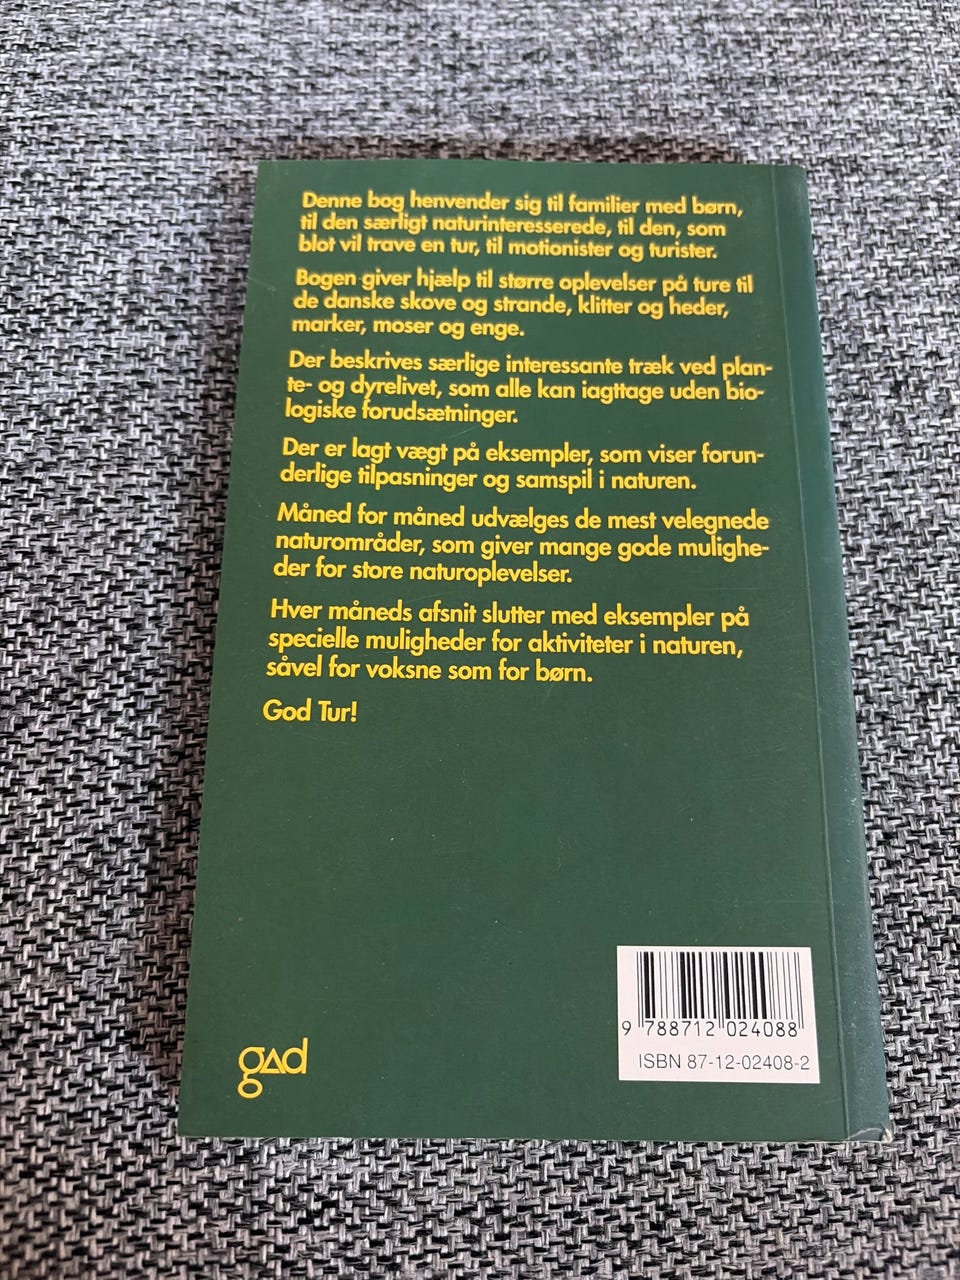 Denne bog henvender sig til familier med børn,
til den særligt naturinteresserede, til den, som
blot vil trave en tur, til motionister og turister.
Bogen giver hjælp til større oplevelser på ture til
de danske skove og strande, klitter og heder,
marker, moser og enge.
Der beskrives særlige interessante træk ved plan-
te- og dyrelivet, som alle kan iagttage uden bio-
logiske forudsætninger.
Der er lagt vægt på eksempler, som viser forun-
derlige tilpasninger og samspil i naturen.
Måned for måned udvælges de mest velegnede
naturområder, som giver mange gode mulighe-
der for store naturoplevelser.
Hver måneds afsnit slutter med eksempler på
specielle muligheder for aktiviteter i naturen,
såvel for voksne som for børn.
God Tur!
gad
9 788712 024088
ISBN 87-12-02408-2